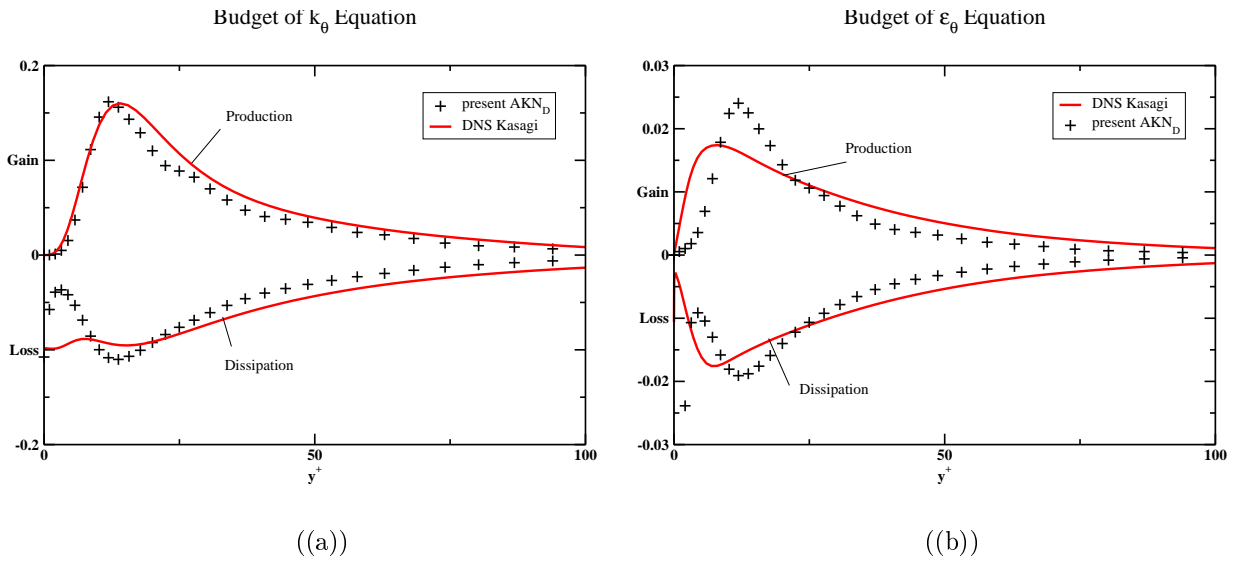 Budget of kθ Equation
0.2
Gain
0
Loss
-0.2
0
50
100
y+
present AKND
DNS Kasagi
Production
Dissipation
((a))
Budget of εθ Equation
0.03
0.02
Gain
0
Loss
-0.02
-0.03
0
50
100
y+
DNS Kasagi
present AKND
Production
Dissipation
((b))